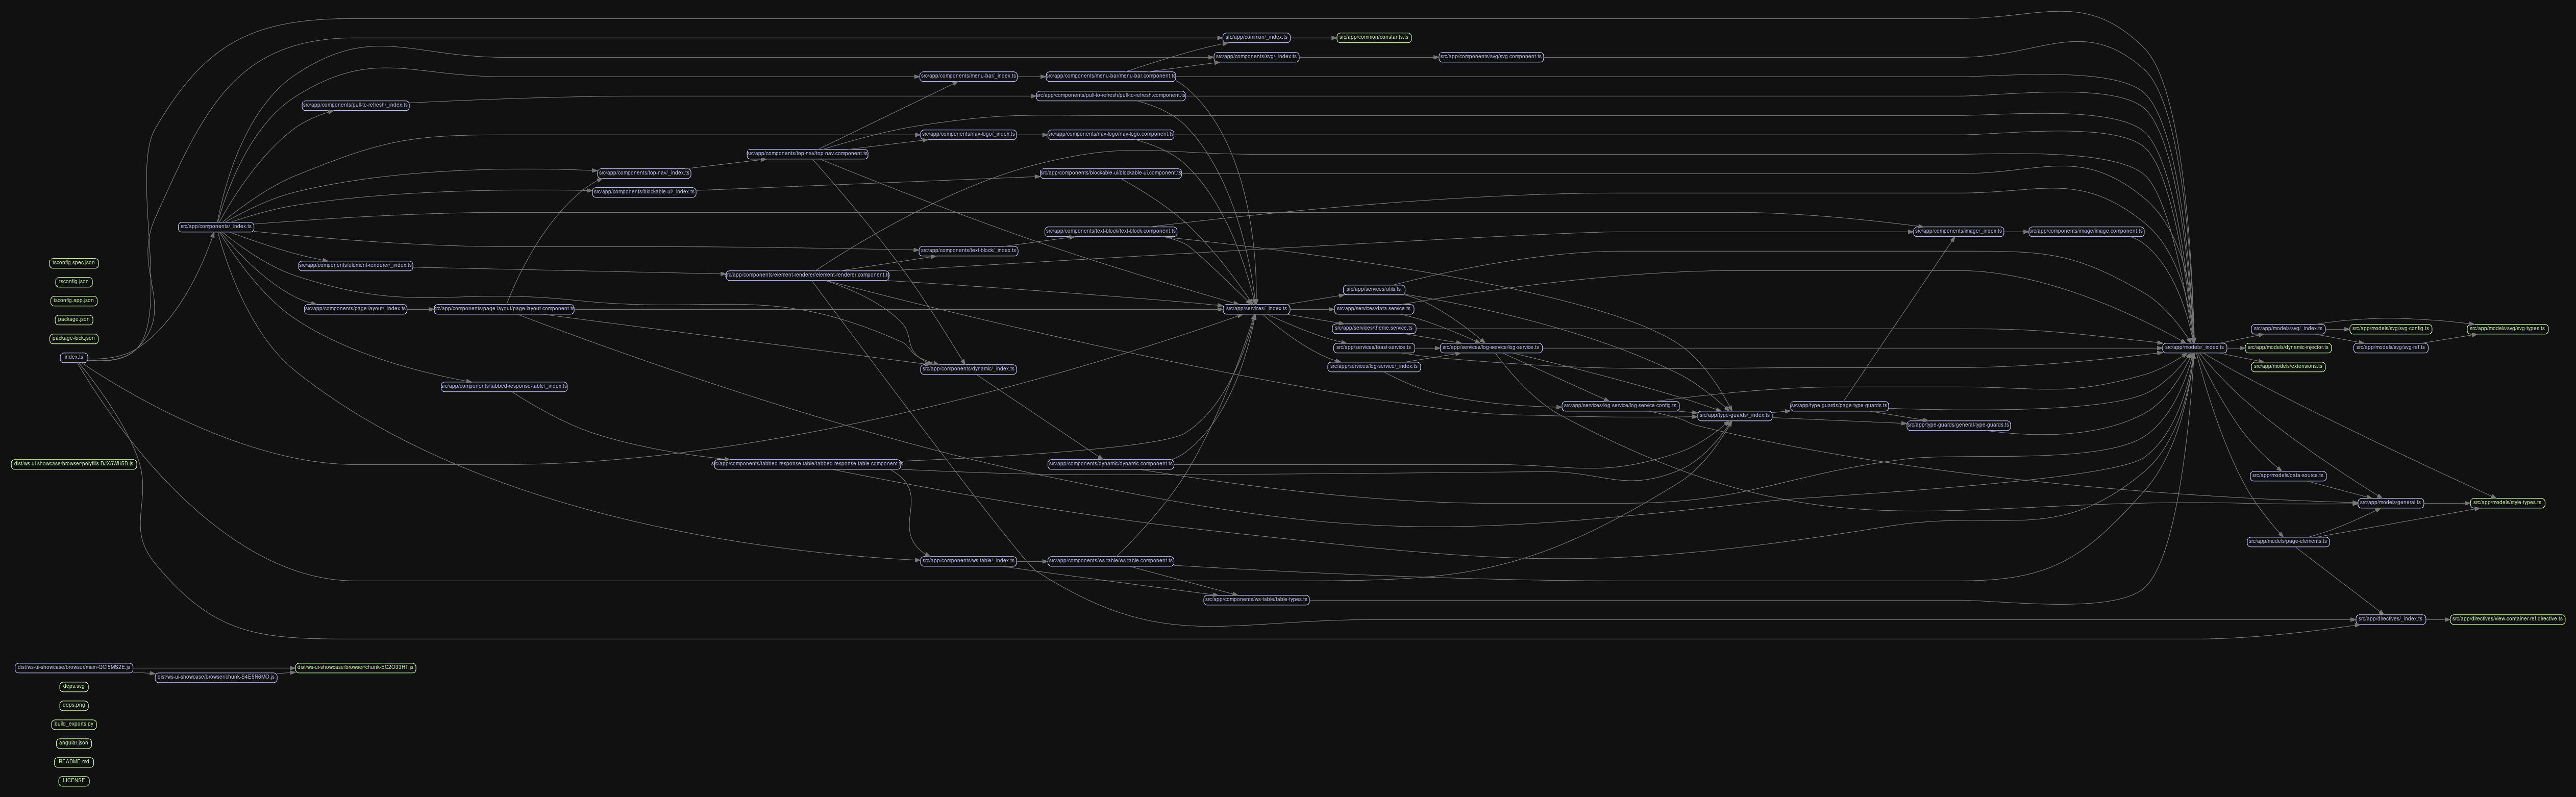 src/app/common/_index.ts
src/app/common/constants.ts
src/app/components/svg/_index.ts
src/app/components/svg/svg.component.ts
src/app/components/menu-bar/_index.ts
src/app/components/menu-bar/menu-bar.component.ts
src/app/components/pull-to-refresh/_index.ts
src/app/components/pull-to-refresh/pull-to-refresh.component.ts
src/app/components/nav-logo/_index.ts
src/app/components/nav-logo/nav-logo.component.ts
src/app/components/top-nav/top-nav.component.ts
src/app/components/top-nav/_index.ts
src/app/components/blockable-ui/blockable-ui.component.ts
src/app/components/blockable-ui/_index.ts
src/app/components/_index.ts
src/app/components/text-block/text-block.component.ts
src/app/components/image/_index.ts
src/app/components/image/image.component.ts
src/app/components/text-block/_index.ts
tsconfig.spec.json
src/app/components/element-renderer/_index.ts
src/app/components/element-renderer/element-renderer.component.ts
tsconfig.json
src/app/services/utils.ts
tsconfig.app.json
src/app/components/page-layout/_index.ts
src/app/components/page-layout/page-layout.component.ts
src/app/services/_index.ts
src/app/services/data-service.ts
package.json
src/app/services/theme.service.ts
src/app/models/svg/_index.ts
src/app/models/svg/svg-config.ts
src/app/models/svg/svg-types.ts
package-lock.json
src/app/services/toast-service.ts
src/app/services/log-service/log-service.ts
src/app/models/_index.ts
src/app/models/dynamic-injector.ts
src/app/models/svg/svg-ref.ts
index.ts
src/app/components/dynamic/_index.ts
src/app/services/log-service/_index.ts
src/app/models/extensions.ts
src/app/components/tabbed-response-table/_index.ts
src/app/services/log-service/log-service-config.ts
src/app/type-guards/page-type-guards.ts
src/app/type-guards/_index.ts
src/app/type-guards/general-type-guards.ts
dist/ws-ui-showcase/browser/polyfills-BJX5WHSB.js
src/app/components/tabbed-response-table/tabbed-response-table.component.ts
src/app/components/dynamic/dynamic.component.ts
src/app/models/data-source.ts
src/app/models/general.ts
src/app/models/style-types.ts
src/app/models/page-elements.ts
src/app/components/ws-table/_index.ts
src/app/components/ws-table/ws-table.component.ts
src/app/components/ws-table/table-types.ts
src/app/directives/_index.ts
src/app/directives/view-container-ref.directive.ts
dist/ws-ui-showcase/browser/main-QCI5MS2E.js
dist/ws-ui-showcase/browser/chunk-EC2O33HT.js
dist/ws-ui-showcase/browser/chunk-S4E5N6MO.js
deps.svg
deps.png
build_exports.py
angular.json
README.md
LICENSE